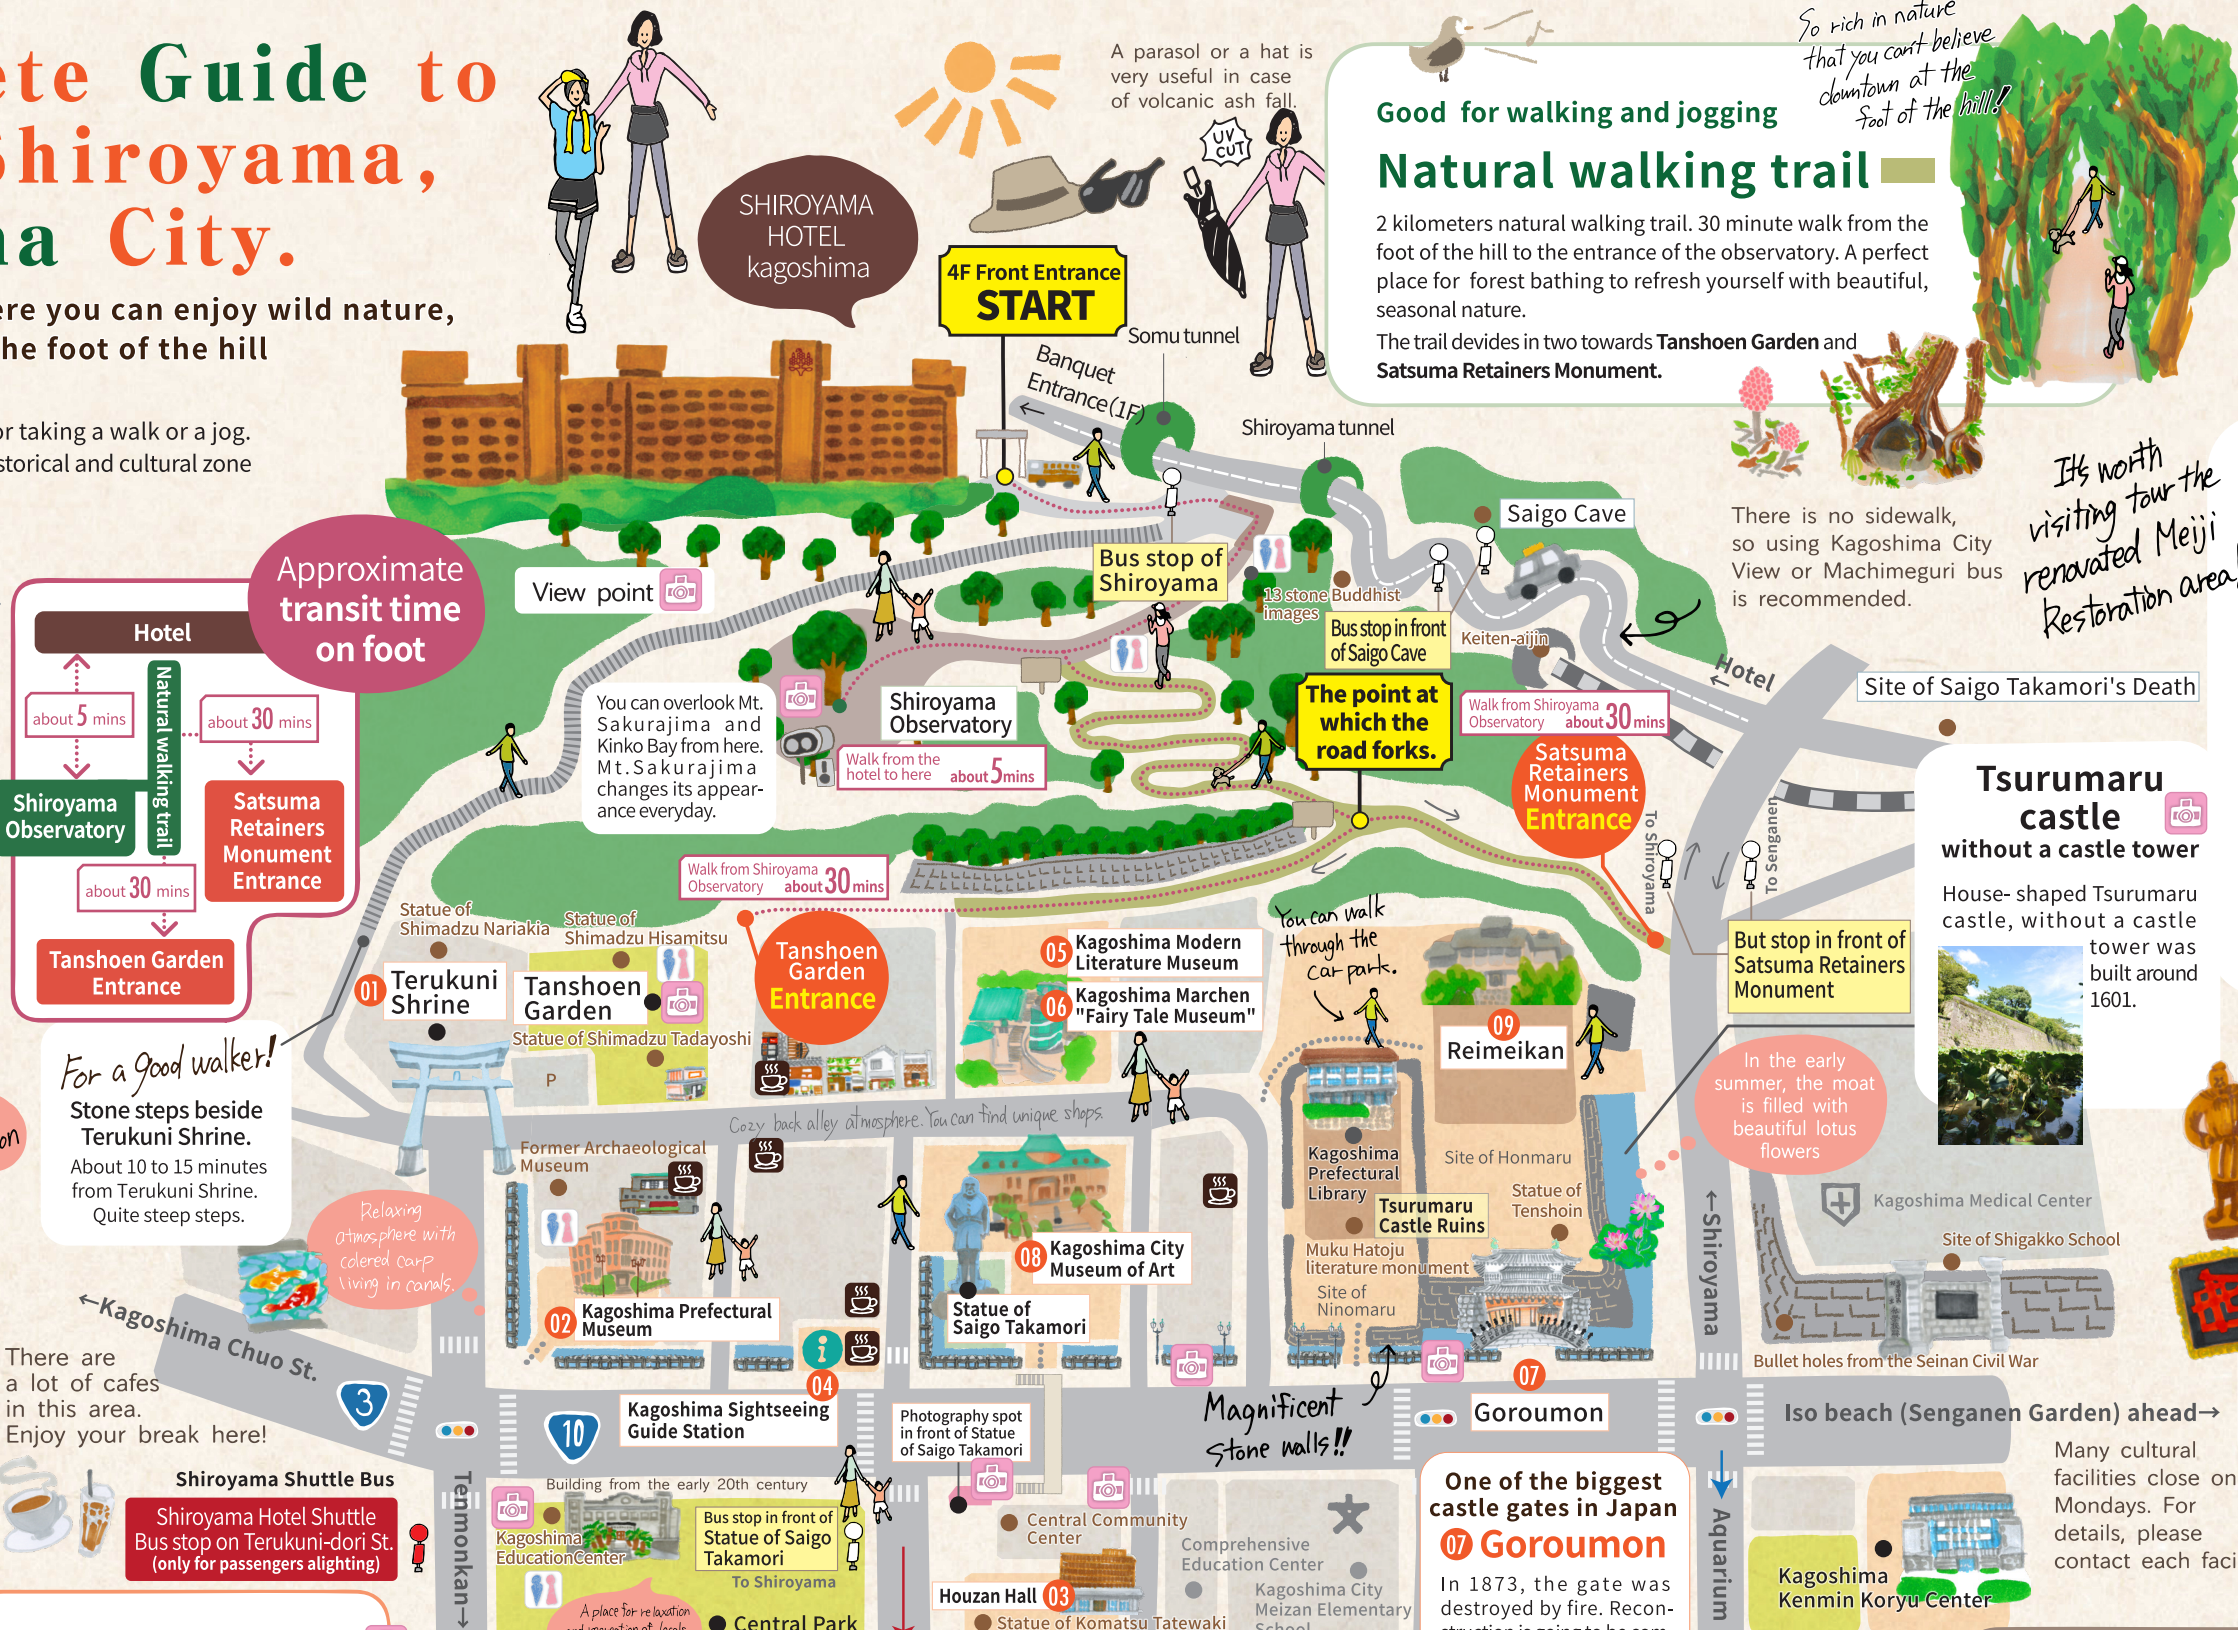 ete Guide to
Shiroyama,
a City.
ere you can enjoy wild nature,
he foot of the hill
or taking a walk or a jog.
storical and cultural zone
SHIROYAMA
HOTEL
kagoshima
A parasol or a hat is
very useful in case
of volcanic ash fall.
UV
CUT
4F Front Entrance
START
Good for walking and jogging
Natural walking trail
So rich in nature
that you can't believe
downtown at the
foot of the hill!
2 kilometers natural walking trail. 30 minute walk from the
foot of the hill to the entrance of the observatory. A perfect
place for forest bathing to refresh yourself with beautiful,
seasonal nature.
The trail devides in two towards Tanshoen Garden and
Satsuma Retainers Monument.
Somu tunnel
Banquet
Entrance(1F)
←
Shiroyama tunnel
Saigo Cave
There is no sidewalk,
so using Kagoshima City
View or Machimeguri bus
is recommended.
It's worth
visiting tour the
renovated Meiji
Restoration area!
Approximate
transit time
on foot
Hotel
about 5 mins
Natural walking trail
about 30 mins
Shiroyama
Observatory
Satsuma
Retainers
Monument
Entrance
about 30 mins
Tanshoen Garden
Entrance
View point
Bus stop of
Shiroyama
13 stone Buddhist
images
Bus stop in front
of Saigo Cave
Keiten-aijin
Hotel
←
Site of Saigo Takamori's Death
You can overlook Mt.
Sakurajima and
Kinko Bay from here.
Mt.Sakurajima
changes its appear-
ance everyday.
Shiroyama
Observatory
Walk from the
hotel to here about 5mins
The point at
which the
road forks.
Walk from Shiroyama
Observatory about 30 mins
Satsuma
Retainers
Monument
Entrance
To Shiroyama
To Senganen
Tsurumaru
castle
without a castle tower
House- shaped Tsurumaru
castle, without a castle
tower was
built around
1601.
Walk from Shiroyama
Observatory about 30 mins
Statue of
Shimadzu Nariakia
Statue of
Shimadzu Hisamitsu
01 Terukuni
Shrine
Tanshoen
Garden
Statue of Shimadzu Tadayoshi
P
Tanshoen
Garden
Entrance
05 Kagoshima Modern
Literature Museum
06 Kagoshima Marchen
"Fairy Tale Museum"
You can walk
through the
car park.
09
Reimeikan
But stop in front of
Satsuma Retainers
Monument
In the early
summer, the moat
is filled with
beautiful lotus
flowers
For a good walker!
Stone steps beside
Terukuni Shrine.
About 10 to 15 minutes
from Terukuni Shrine.
Quite steep steps.
on
Cozy back alley atmosphere. You can find unique shops.
Former Archaeological
Museum
Relaxing
atmosphere with
colered carp
living in canals.
02 Kagoshima Prefectural
Museum
08 Kagoshima City
Museum of Art
Statue of
Saigo Takamori
Kagoshima
Prefectural
Library
Site of Honmaru
Tsurumaru
Castle Ruins
Statue of
Tenshoin
Muku Hatoju
literature monument
Site of
Ninomaru
←Shiroyama
Kagoshima Medical Center
Site of Shigakko School
Bullet holes from the Seinan Civil War
←Kagoshima Chuo St.
There are
a lot of cafes
in this area.
Enjoy your break here!
3
10
i
04
Kagoshima Sightseeing
Guide Station
Photography spot
in front of Statue
of Saigo Takamori
Magnificent
stone walls!!
07
Goroumon
Iso beach (Senganen Garden) ahead→
Shiroyama Shuttle Bus
Shiroyama Hotel Shuttle
Bus stop on Terukuni-dori St.
(only for passengers alighting)
Tenmonkan→
Building from the early 20th century
Kagoshima
EducationCenter
Bus stop in front of
Statue of Saigo
Takamori
To Shiroyama
A place for relaxation
Central Park
Central Community
Center
Houzan Hall 03
Statue of Komatsu Tatewaki
Comprehensive
Education Center
Kagoshima City
Meizan Elementary
School
One of the biggest
castle gates in Japan
07 Goroumon
In 1873, the gate was
destroyed by fire. Recon-
Aquarium
Kagoshima
Kenmin Koryu Center
Many cultural
facilities close on
Mondays. For
details, please
contact each faci